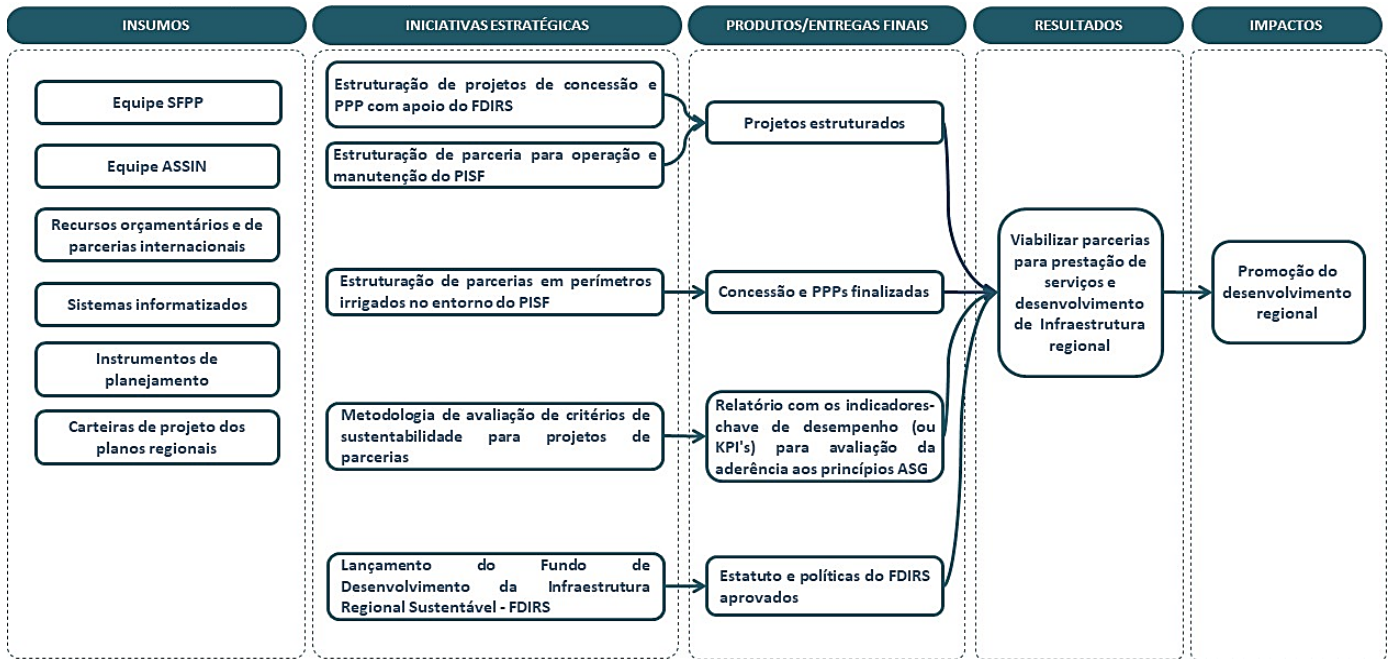 INSUMOS
INICIATIVAS ESTRATÉGICAS
PRODUTOS/ENTREGAS FINAIS
RESULTADOS
IMPACTOS
Equipe SFPP
Equipe ASSIN
Recursos orçamentários e de
parcerias internacionais
Sistemas informatizados
Instrumentos de
planejamento
Carteiras de projeto dos
planos regionais
Estruturação de projetos de concessão e
PPP com apoio do FDIRS
Estruturação de parceria para operação e
manutenção do PISF
Estruturação de parcerias em perímetros
irrigados no entorno do PISF
Metodologia de avaliação de critérios de
sustentabilidade para projetos de
parcerias
Lançamento do Fundo de
Desenvolvimento da Infraestrutura
Regional Sustentável - FDIRS
Projetos estruturados
Concessão e PPPs finalizadas
Relatório com os indicadores-
chave de desempenho (ou
KPI's) para avaliação da
aderência aos princípios ASG
Estatuto e políticas do FDIRS
aprovados
Viabilizar parcerias
para prestação de
serviços e
desenvolvimento
de Infraestrutura
regional
Promoção do
desenvolvimento
regional